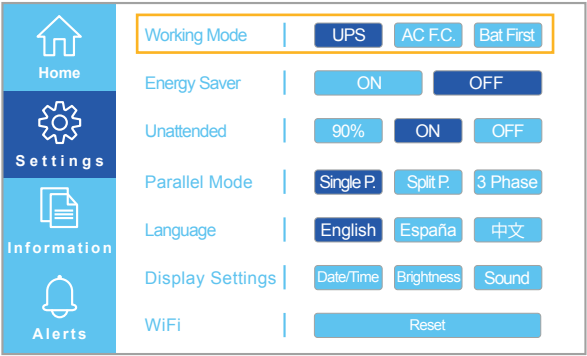 Home
Settings
Information
Alerts
Working Mode UPS AC F.C. Bat First
Energy Saver ON OFF
Unattended 90% ON OFF
Parallel Mode Single P. Split P. 3 Phase
Language English España 中文
Display Settings Date/Time Brightness Sound
WiFi Reset